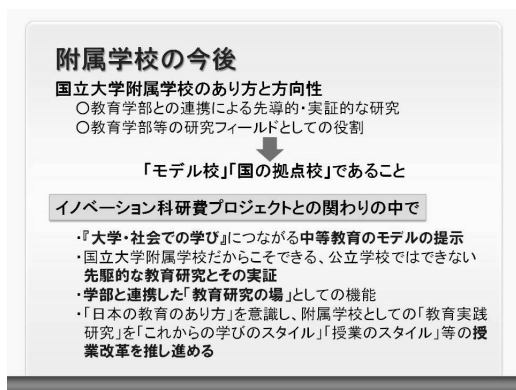 附属学校の今後
国立大学附属学校のあり方と方向性
○教育学部との連携による先導的・実証的な研究
○教育学部等の研究フィールドとしての役割
「モデル校」「国の拠点校」であること
イノベーション科研費プロジェクトとの関わりの中で
・『大学・社会での学び』につながる中等教育のモデルの提示
・国立大学附属学校だからこそできる、公立学校ではできない
先駆的な教育研究とその実証
・学部と連携した「教育研究の場」としての機能
・「日本の教育のあり方」を意識し、附属学校としての「教育実践
研究」を「これからの学びのスタイル」「授業のスタイル」等の授
業改革を推し進める